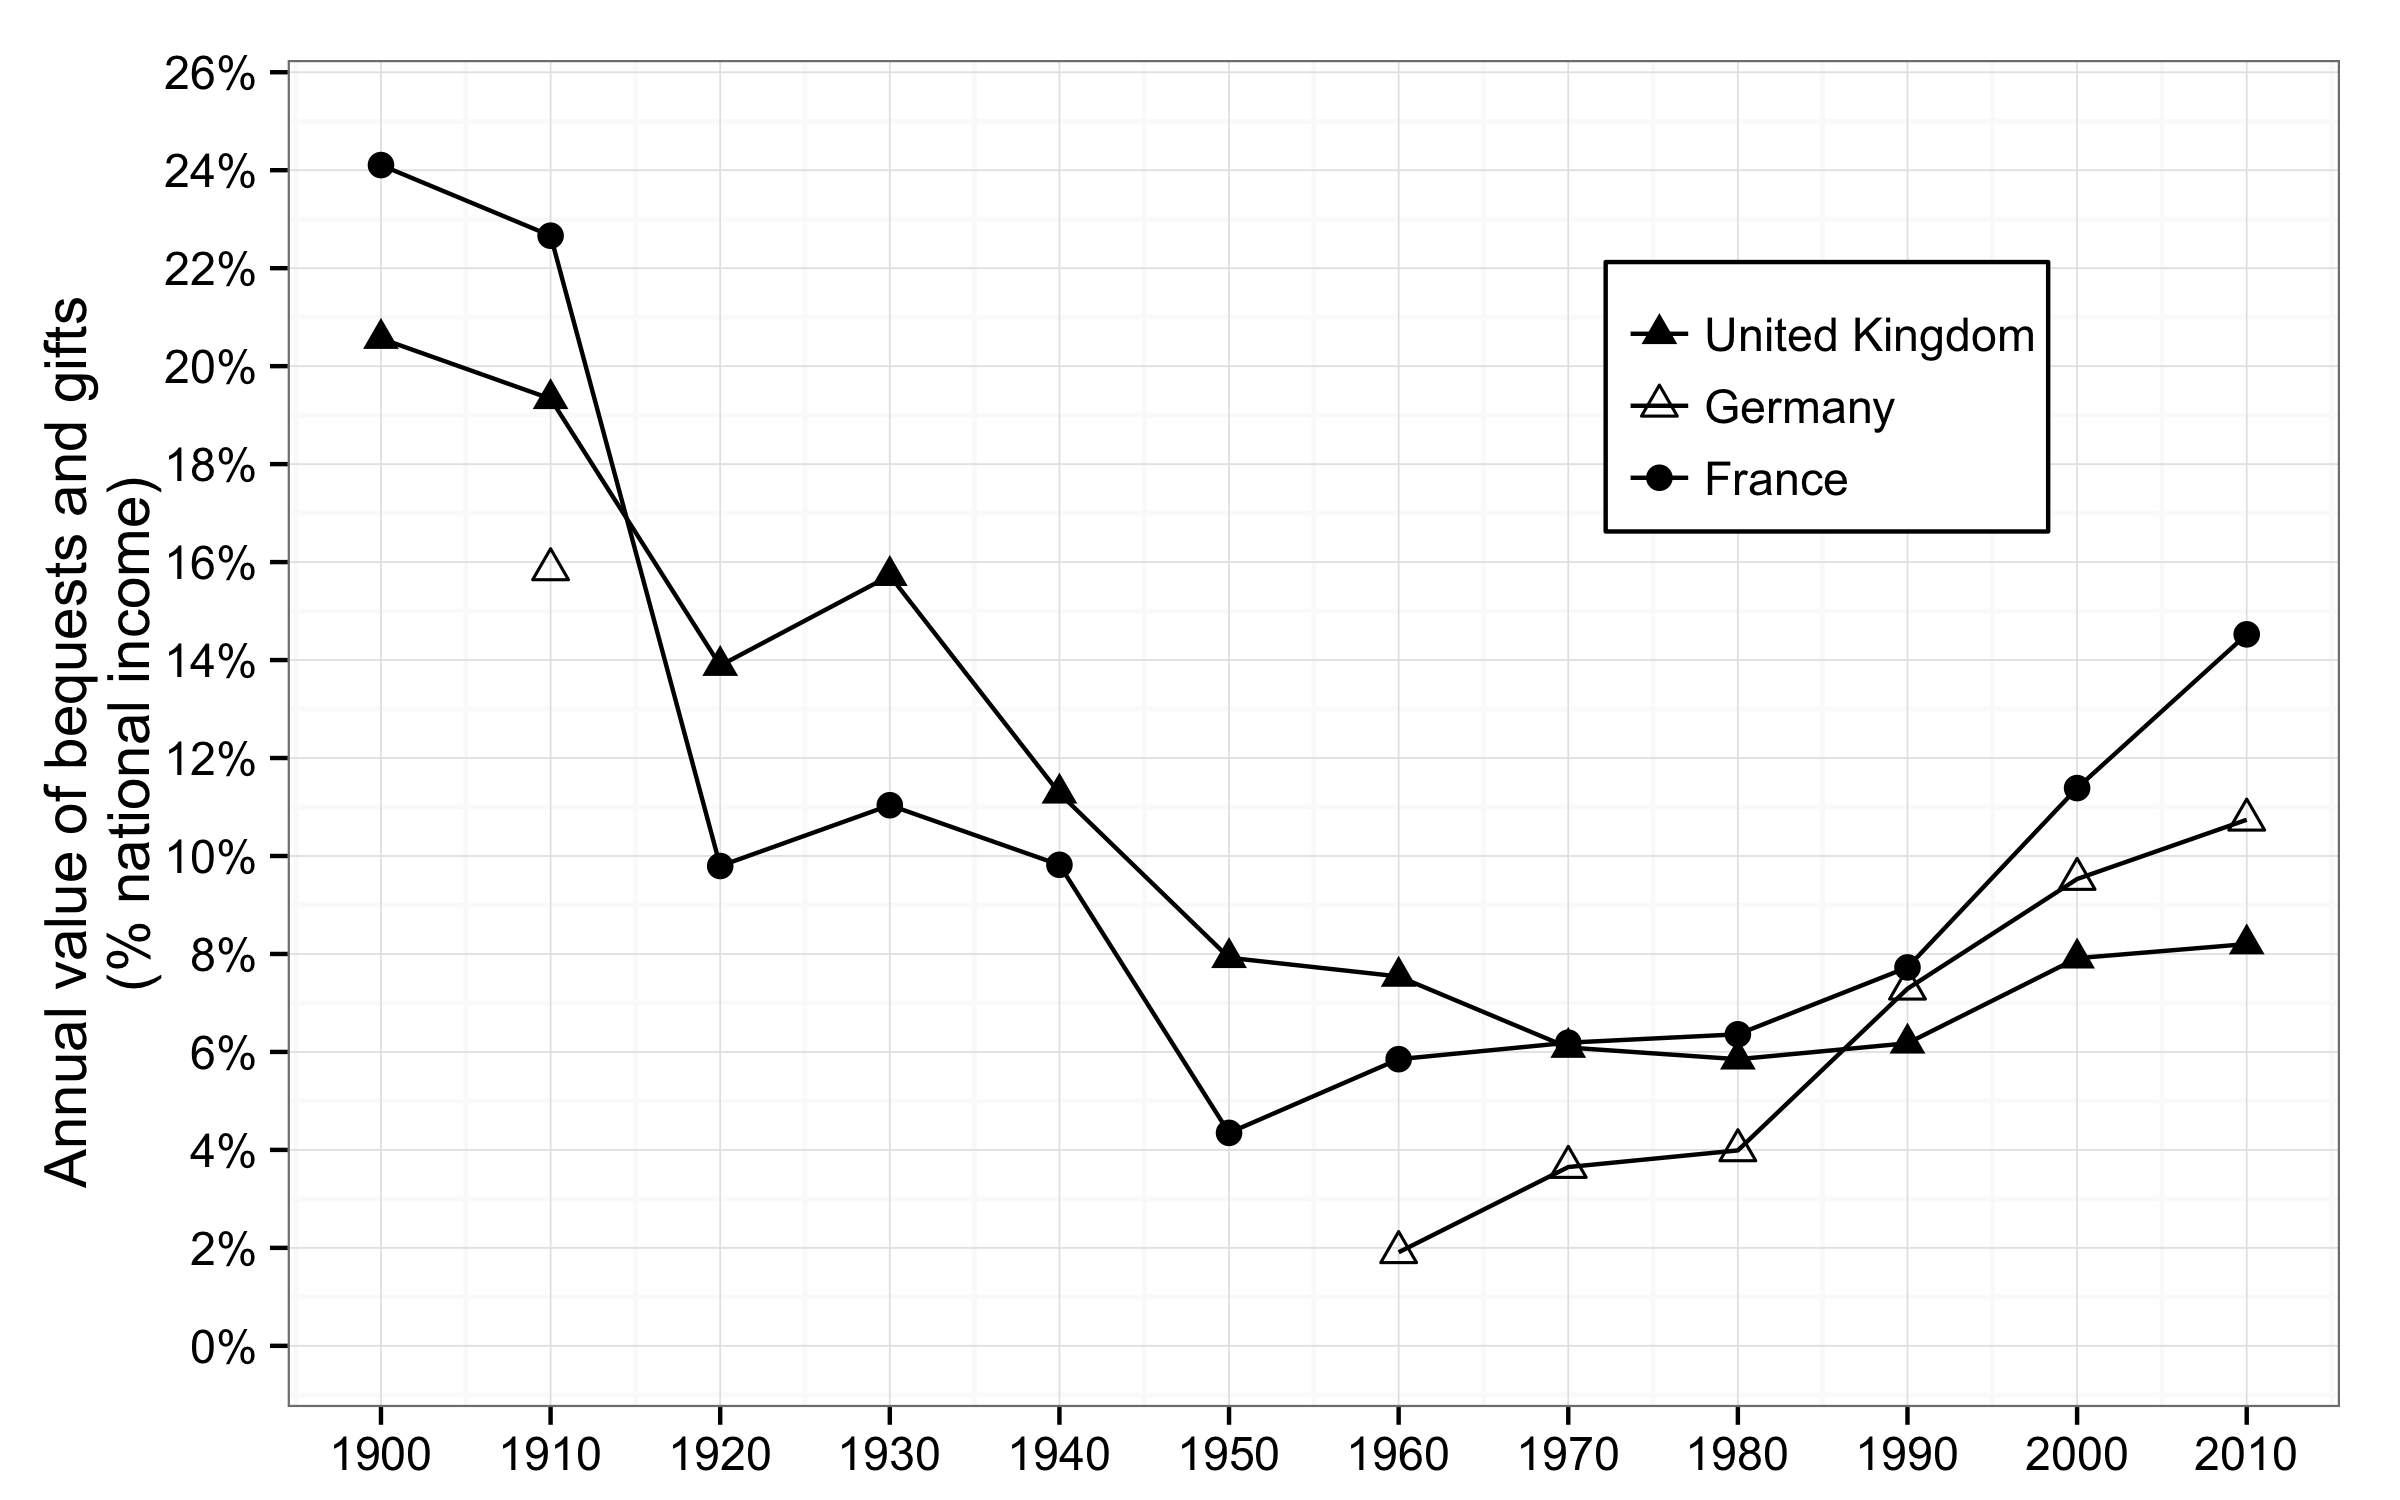 Annual value of bequests and gifts
(% national income)
26%
24%
22%
20%
18%
16%
14%
12%
10%
8%
6%
4%
2%
0%
United Kingdom
Germany
France
1900 1910 1920 1930 1940 1950 1960 1970 1980 1990 2000 2010